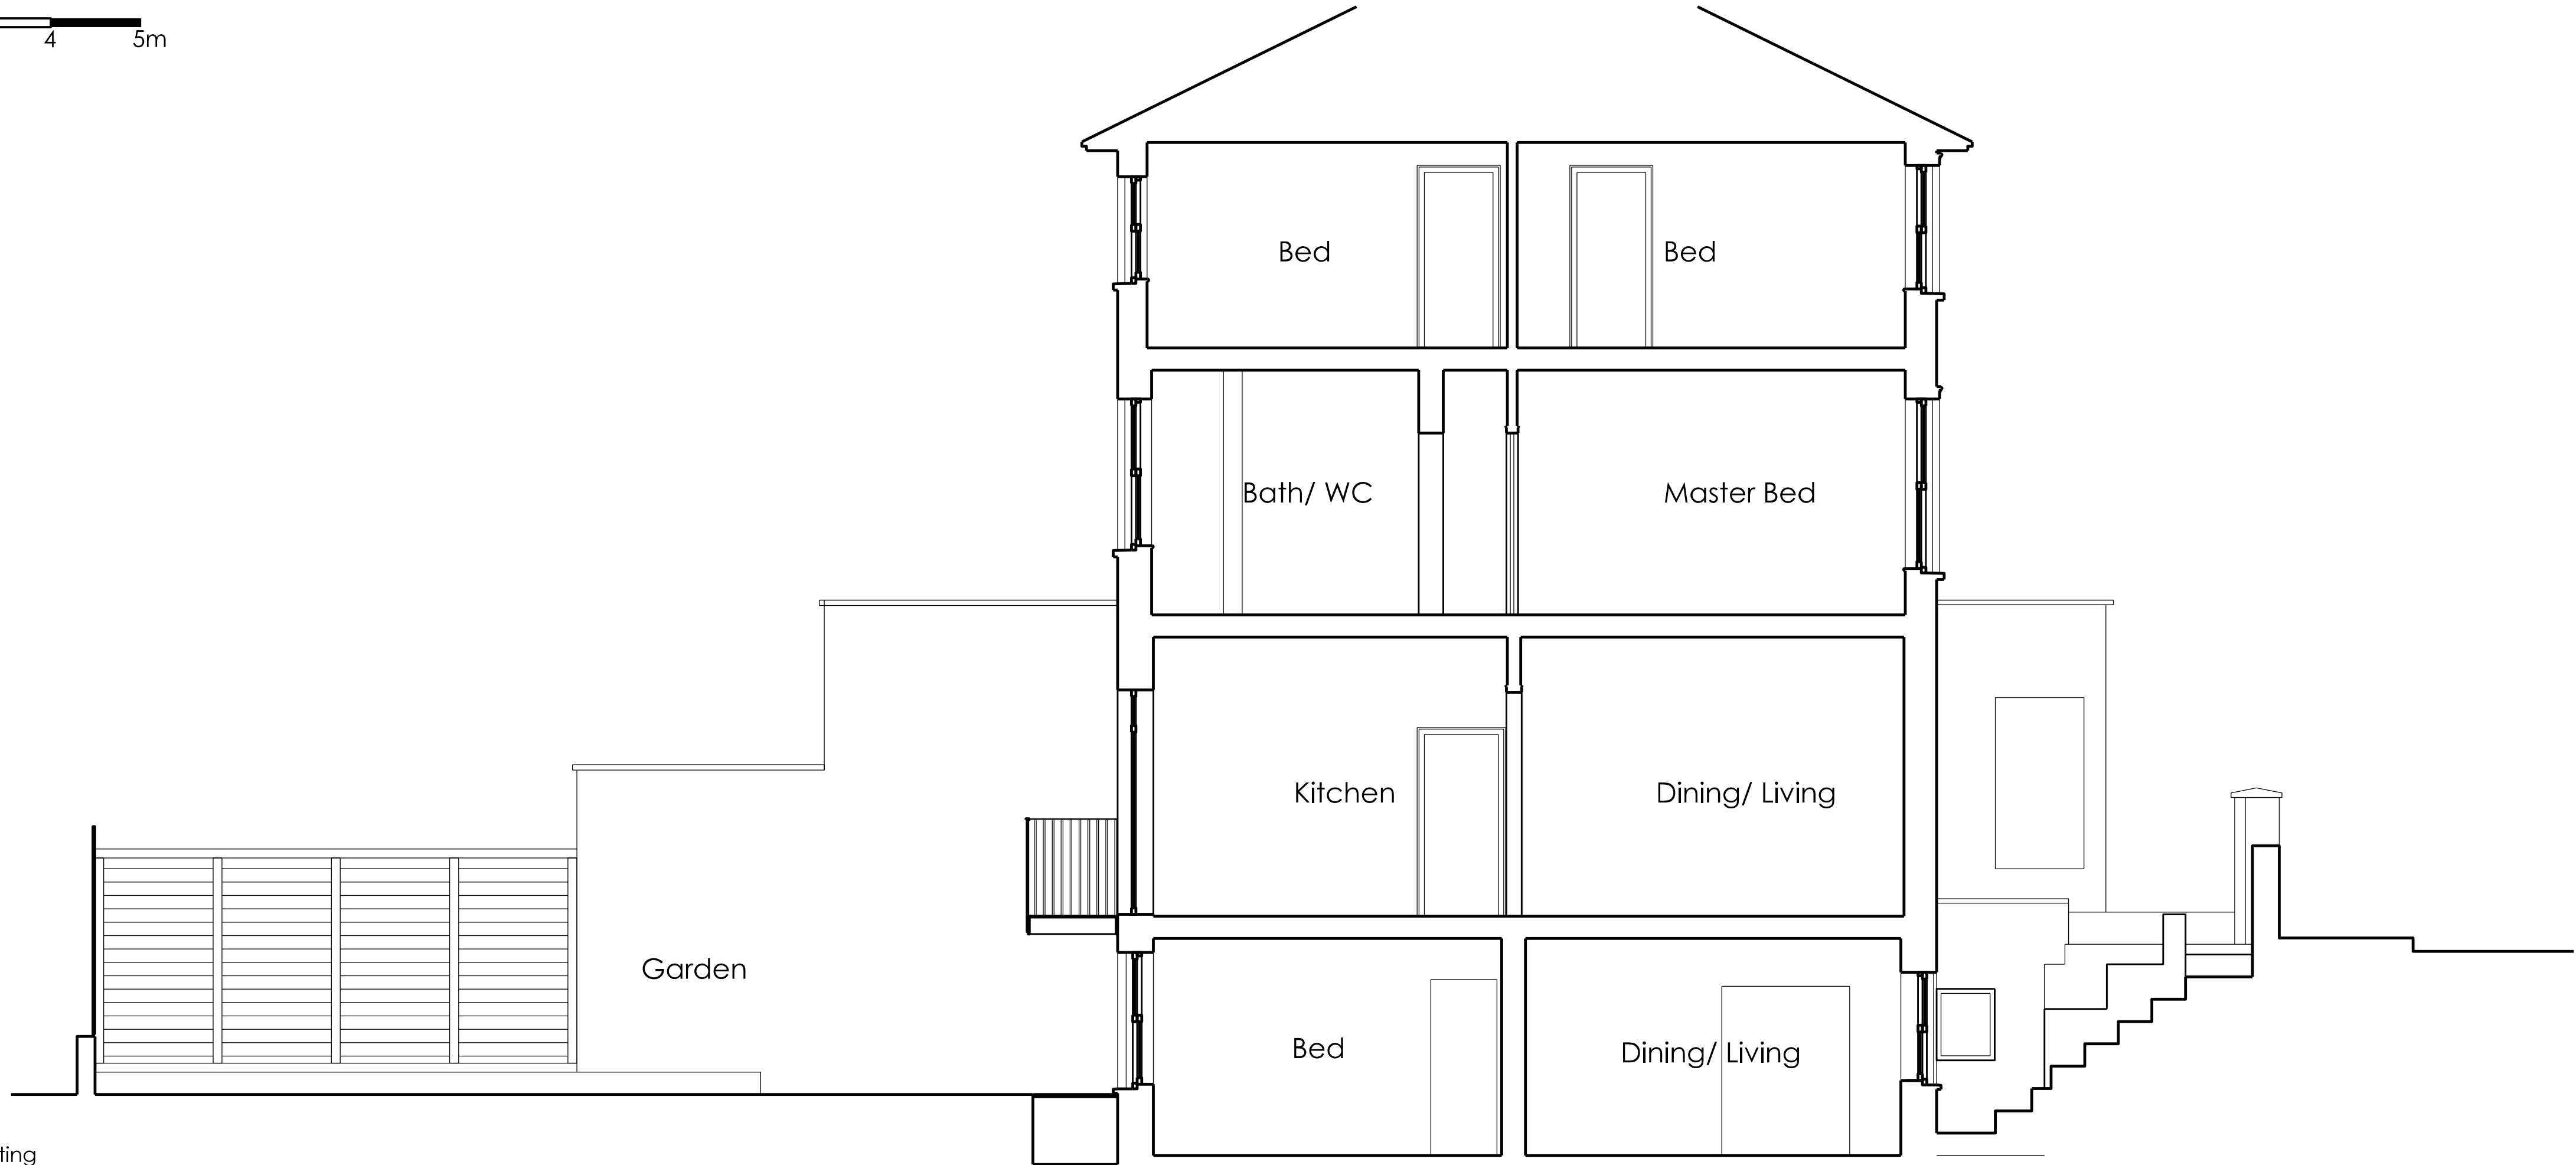 4 5m
Bed Bed
Bath/ WC Master Bed
Kitchen Dining/ Living
Garden
Bed Dining/ Living
ting